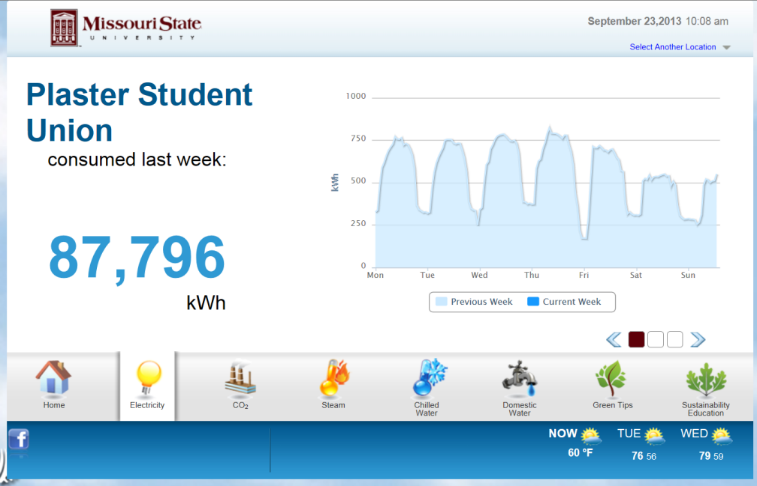 Missouri State
UNIVERSITY
September 23,2013 10:08 am
Select Another Location
Plaster Student
Union
consumed last week:
87,796
kWh
1000
750
500
250
0
kWh
Mon Tue Wed Thu Fri Sat Sun
Previous Week Current Week
Home
Electricity
CO₂
Steam
Chilled
Water
Domestic
Water
Green Tips
Sustainability
Education
f
NOW
60 °F
TUE
76 56
WED
79 59